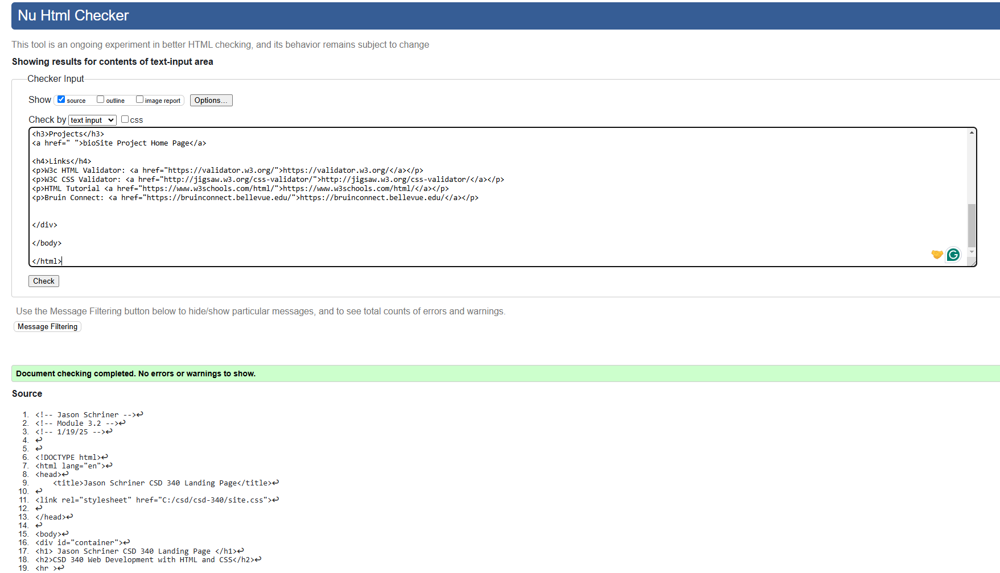 Nu Html Checker
This tool is an ongoing experiment in better HTML checking, and its behavior remains subject to change
Showing results for contents of text-input area
Checker Input
Show source outline image report Options...
Check by text input css
<h3>Projects</h3>
<a href=" ">bioSite Project Home Page</a>
<h4>Links</h4>
<p>W3c HTML Validator: <a href="https://validator.w3.org/">https://validator.w3.org/</a></p>
<p>W3C CSS Validator: <a href="http://jigsaw.w3.org/css-validator/">http://jigsaw.w3.org/css-validator/</a></p>
<p>HTML Tutorial <a href="https://www.w3schools.com/html/">https://www.w3schools.com/html/</a></p>
<p>Bruin Connect: <a href="https://bruinconnect.bellevue.edu/">https://bruinconnect.bellevue.edu/</a></p>
</div>
</body>
</html>
Check
Use the Message Filtering button below to hide/show particular messages, and to see total counts of errors and warnings.
Message Filtering
Document checking completed. No errors or warnings to show.
Source
1. <!-- Jason Schriner -->↩
2. <!-- Module 3.2 -->↩
3. <!-- 1/19/25 -->↩
4. ↩
5. ↩
6. <!DOCTYPE html>↩
7. <html lang="en">↩
8. <head>↩
9. <title>Jason Schriner CSD 340 Landing Page</title>↩
10. ↩
11. <link rel="stylesheet" href="C:/csd/csd-340/site.css">↩
12. ↩
13. </head>↩
14. ↩
15. <body>↩
16. <div id="container">↩
17. <h1> Jason Schriner CSD 340 Landing Page </h1>↩
18. <h2>CSD 340 Web Development with HTML and CSS</h2>↩
19. <hr >↩